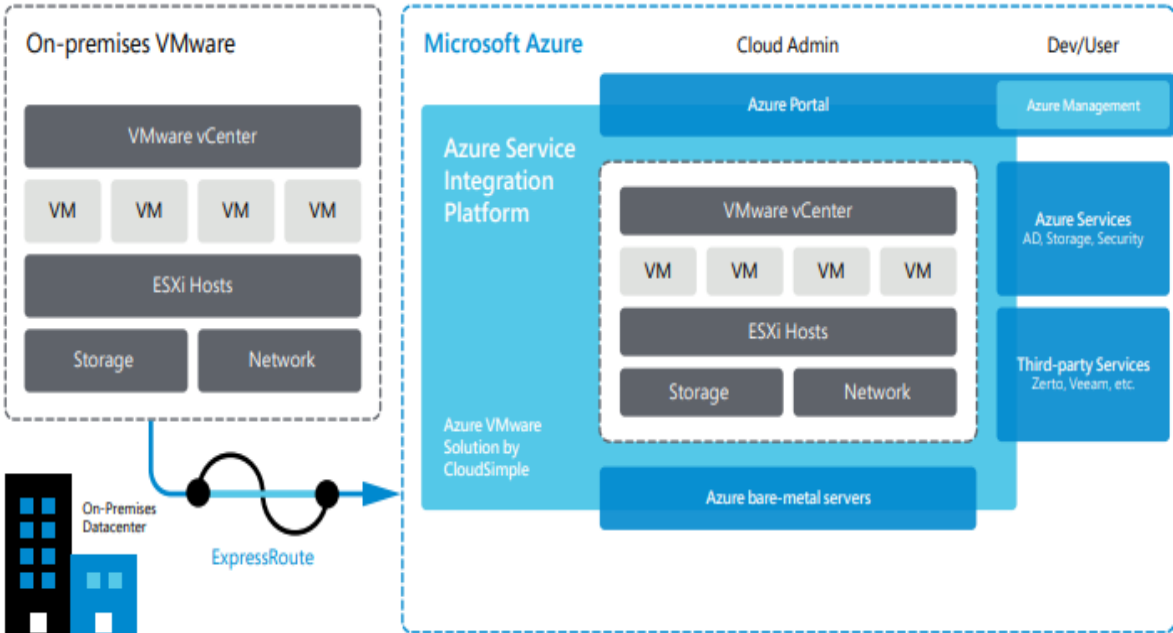 On-premises VMware
VMware vCenter
VM VM VM VM
ESXi Hosts
Storage Network
On-Premises
Datacenter
ExpressRoute
Microsoft Azure
Cloud Admin
Dev/User
Azure Portal
Azure Management
Azure Service
Integration
Platform
VMware vCenter
VM VM VM VM
ESXi Hosts
Storage Network
Azure VMware
Solution by
CloudSimple
Azure bare-metal servers
Azure Services
AD, Storage, Security
Third-party Services
Zerto, Veeam, etc.